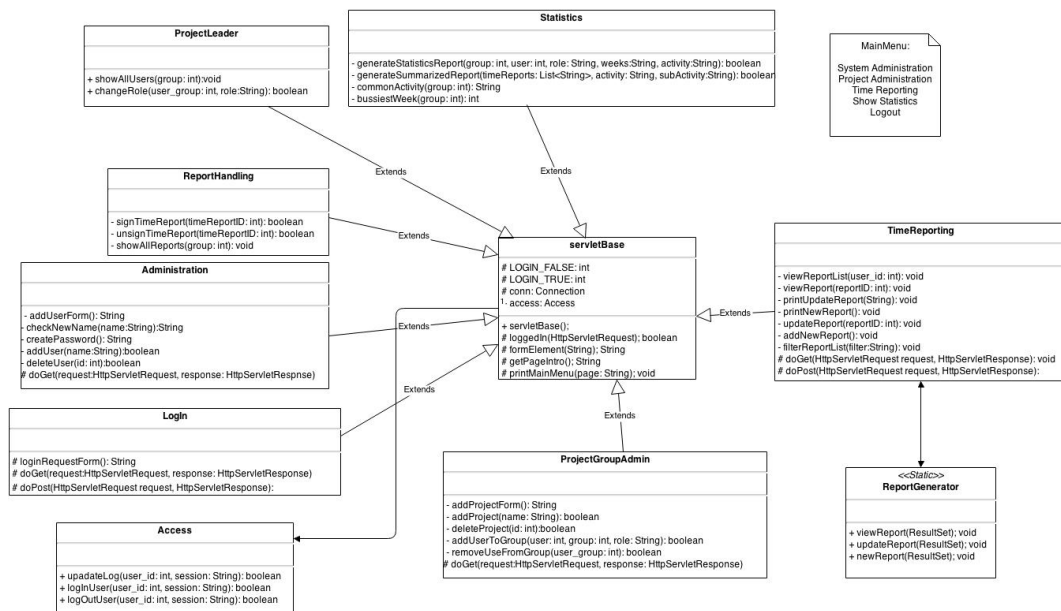 ProjectLeader
+ showAllUsers(group: int):void
+ changeRole(user_group: int, role:String): boolean
Statistics
- generateStatisticsReport(group: int, user: int, role: String, weeks:String, activity:String): boolean
- generateSummarizedReport(timeReports: List<String>, activity: String, subActivity:String): boolean
- commonActivity(group: int): String
- bussiestWeek(group: int): int
MainMenu:
System Administration
Project Administration
Time Reporting
Show Statistics
Logout
Extends
Extends
ReportHandling
- signTimeReport(timeReportID: int): boolean
- unsignTimeReport(timeReportID: int): boolean
- showAllReports(group: int): void
Extends
servletBase
# LOGIN_FALSE: int
# LOGIN_TRUE: int
# conn: Connection
1 - access: Access
+ servletBase();
# loggedIn(HttpServletRequest); boolean
# formElement(String); String
# getPageIntro(); String
# printMainMenu(page: String); void
TimeReporting
- viewReportList(user_id: int): void
- viewReport(reportID: int): void
- printUpdateReport(String): void
- printNewReport(): void
- updateReport(reportID: int): void
- addNewReport(): void
- filterReportList(filter:String): void
# doGet(HttpServletRequest request, HttpServletResponse): void
# doPost(HttpServletRequest request, HttpServletResponse):
Extends
Administration
- addUserForm(): String
- checkNewName(name:String):String
- createPassword(): String
- addUser(name:String):boolean
- deleteUser(id: int):boolean
# doGet(request:HttpServletRequest, response: HttpServletRespnse)
Extends
Extends
LogIn
# loginRequestForm(): String
# doGet(request:HttpServletRequest, response: HttpServletResponse)
# doPost(HttpServletRequest request, HttpServletResponse):
Extends
ProjectGroupAdmin
- addProjectForm(): String
- addProject(name: String): boolean
- deleteProject(id: int):boolean
- addUserToGroup(user: int, group: int, role: String): boolean
- removeUseFromGroup(user_group: int): boolean
# doGet(request:HttpServletRequest, response: HttpServletResponse)
<<Static>>
ReportGenerator
+ viewReport(ResultSet); void
+ updateReport(ResultSet); void
+ newReport(ResultSet); void
Access
+ upadateLog(user_id: int, session: String): boolean
+ logInUser(user_id: int, session: String): boolean
+ logOutUser(user_id: int, session: String): boolean